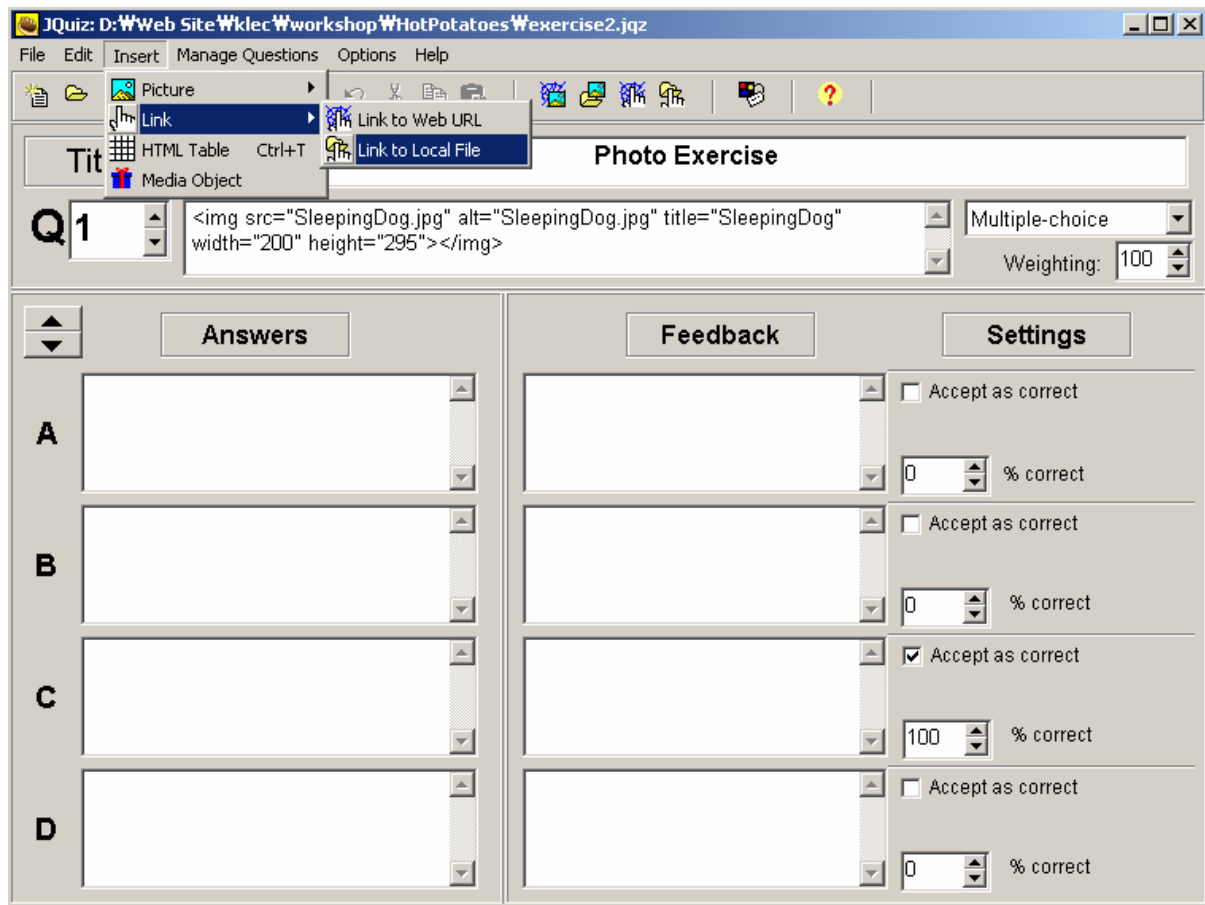 JQuiz: D:₩Web Site₩klec₩workshop₩HotPotatoes₩exercise2.jqz
File Edit Insert Manage Questions Options Help
Picture
Link
HTML Table Ctrl+T
Media Object
Link to Web URL
Link to Local File
Tit
Photo Exercise
Q 1
<img src="SleepingDog.jpg" alt="SleepingDog.jpg" title="SleepingDog"
width="200" height="295"></img>
Multiple-choice
Weighting: 100
Answers Feedback Settings
A
Accept as correct
0 % correct
B
Accept as correct
0 % correct
C
Accept as correct
100 % correct
D
Accept as correct
0 % correct